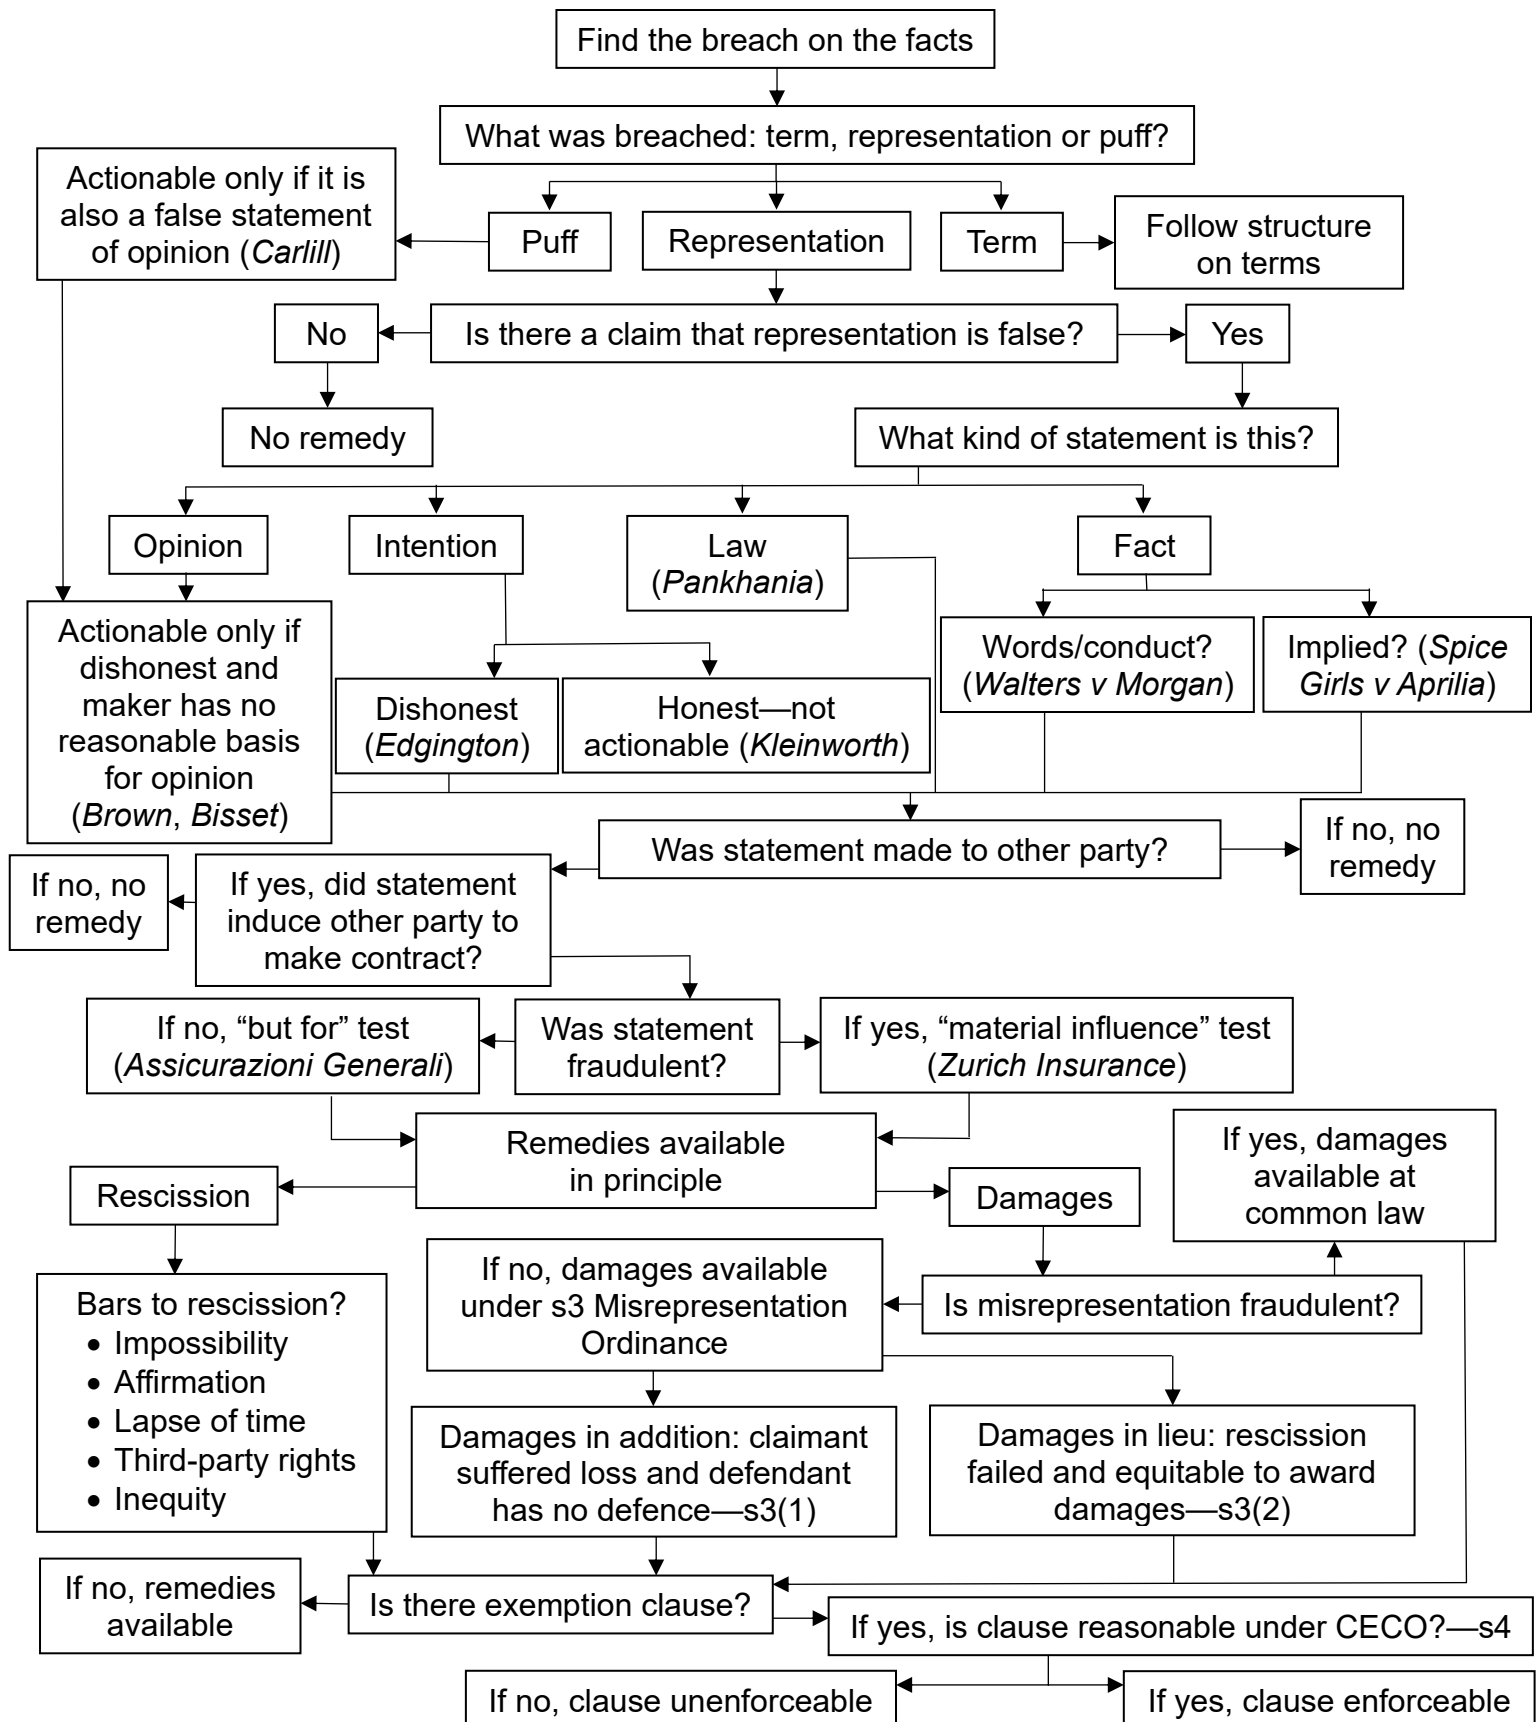 Find the breach on the facts
What was breached: term, representation or puff?
Actionable only if it is
also a false statement
of opinion (Carlill)
Puff
Representation
Term
Follow structure
on terms
No
Is there a claim that representation is false?
Yes
No remedy
What kind of statement is this?
Opinion
Intention
Law
(Pankhania)
Fact
Actionable only if
dishonest and
maker has no
reasonable basis
for opinion
(Brown, Bisset)
Dishonest
(Edgington)
Honest—not
actionable (Kleinworth)
Words/conduct?
(Walters v Morgan)
Implied? (Spice
Girls v Aprilia)
Was statement made to other party?
If no, no
remedy
If no, no
remedy
If yes, did statement
induce other party to
make contract?
If no, “but for” test
(Assicurazioni Generali)
Was statement
fraudulent?
If yes, “material influence” test
(Zurich Insurance)
Remedies available
in principle
If yes, damages
available at
common law
Rescission
Damages
If no, damages available
under s3 Misrepresentation
Ordinance
Is misrepresentation fraudulent?
Bars to rescission?
• Impossibility
• Affirmation
• Lapse of time
• Third-party rights
• Inequity
Damages in addition: claimant
suffered loss and defendant
has no defence—s3(1)
Damages in lieu: rescission
failed and equitable to award
damages—s3(2)
If no, remedies
available
Is there exemption clause?
If yes, is clause reasonable under CECO?—s4
If no, clause unenforceable
If yes, clause enforceable